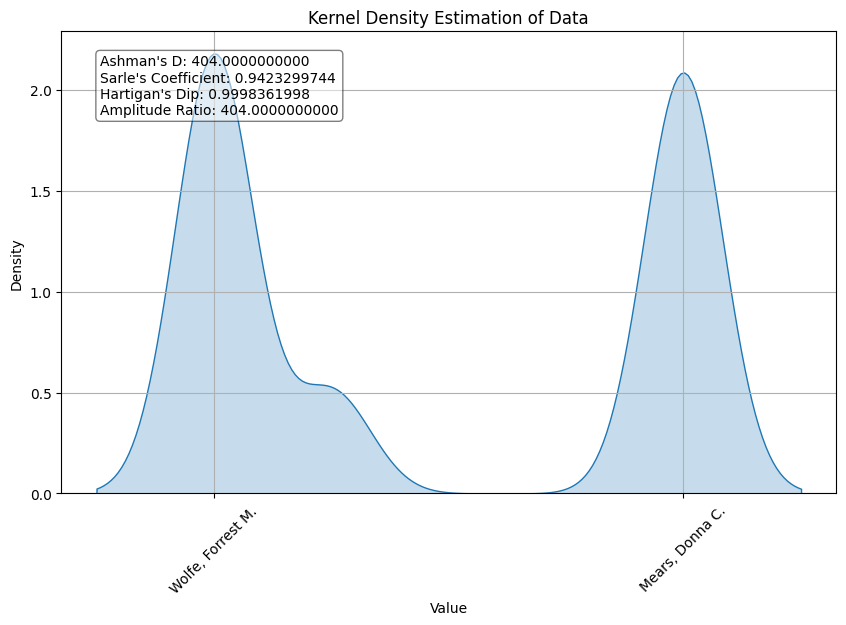 Kernel Density Estimation of Data
Ashman's D: 404.0000000000
Sarle's Coefficient: 0.9423299744
Hartigan's Dip: 0.9998361998
Amplitude Ratio: 404.0000000000
2.0
1.5
1.0
0.5
0.0
Density
Wolfe, Forrest M.
Mears, Donna C.
Value